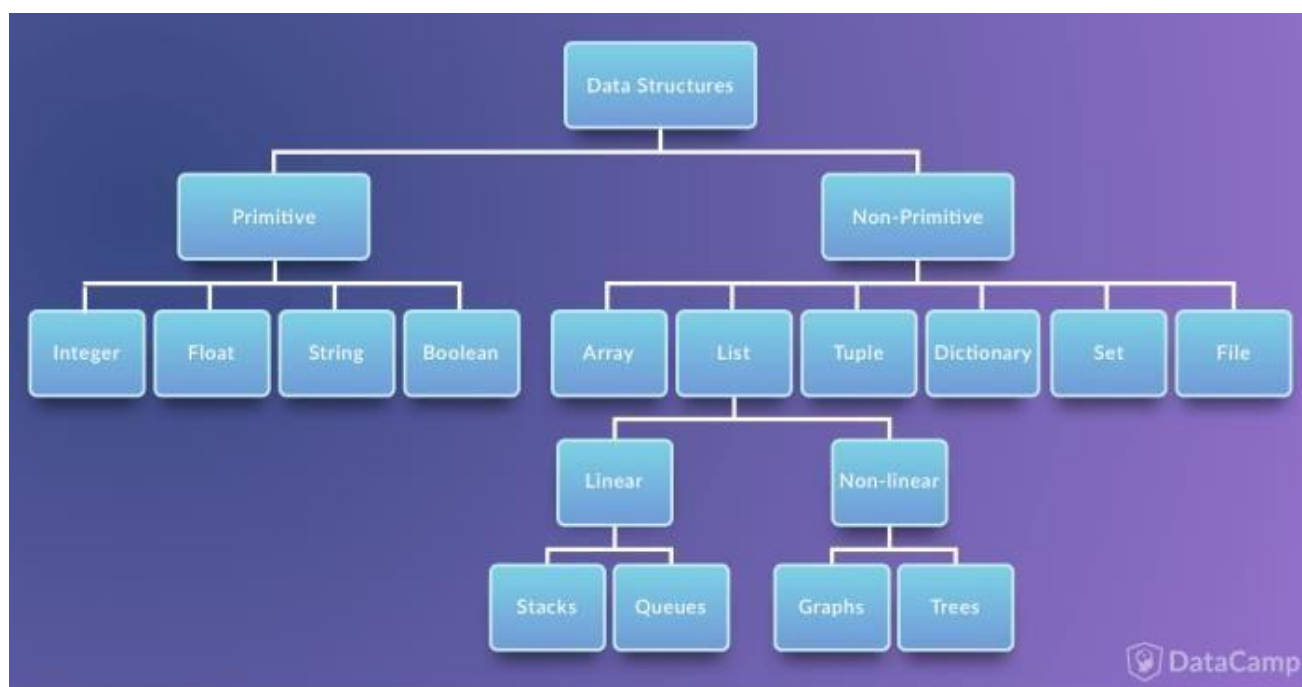 Data Structures
Primitive
Non-Primitive
Integer
Float
String
Boolean
Array
List
Tuple
Dictionary
Set
File
Linear
Non-linear
Stacks
Queues
Graphs
Trees
DataCamp